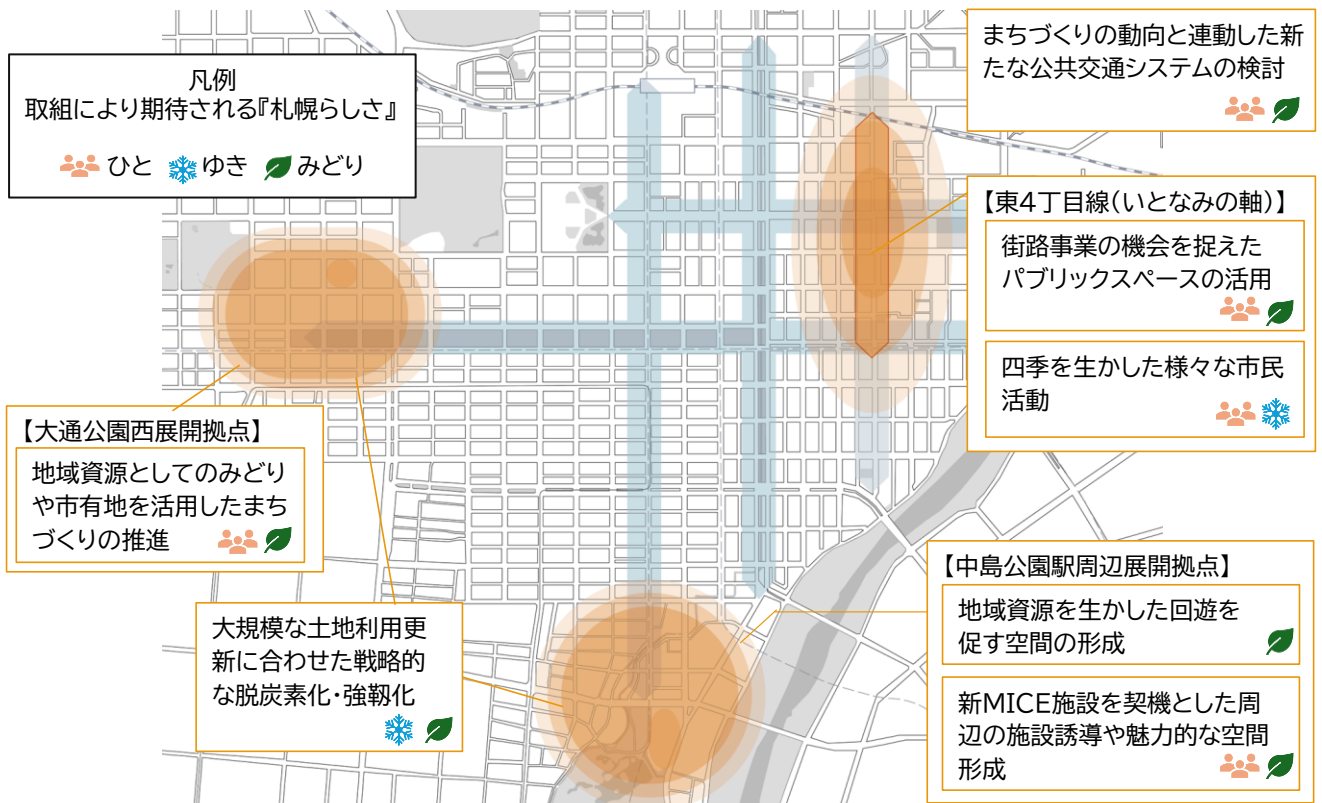 凡例
取組により期待される『札幌らしさ』
ひと ゆき みどり
まちづくりの動向と連動した新
たな公共交通システムの検討
【東4丁目線(いとなみの軸)】
街路事業の機会を捉えた
パブリックスペースの活用
四季を生かした様々な市民
活動
【大通公園西展開拠点】
地域資源としてのみどり
や市有地を活用したまち
づくりの推進
大規模な土地利用更
新に合わせた戦略的
な脱炭素化・強靱化
【中島公園駅周辺展開拠点】
地域資源を生かした回遊を
促す空間の形成
新MICE施設を契機とした周
辺の施設誘導や魅力的な空間
形成